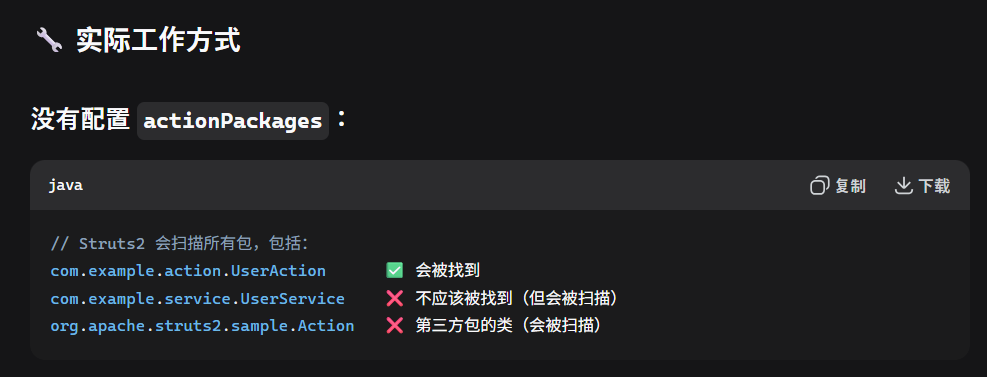 🔧 实际工作方式
没有配置 actionPackages：
java 复制 下载
// Struts2 会扫描所有包，包括：
com.example.action.UserAction ✅ 会被找到
com.example.service.UserService ❌ 不应该被找到（但会被扫描）
org.apache.struts2.sample.Action ❌ 第三方包的类（会被扫描）